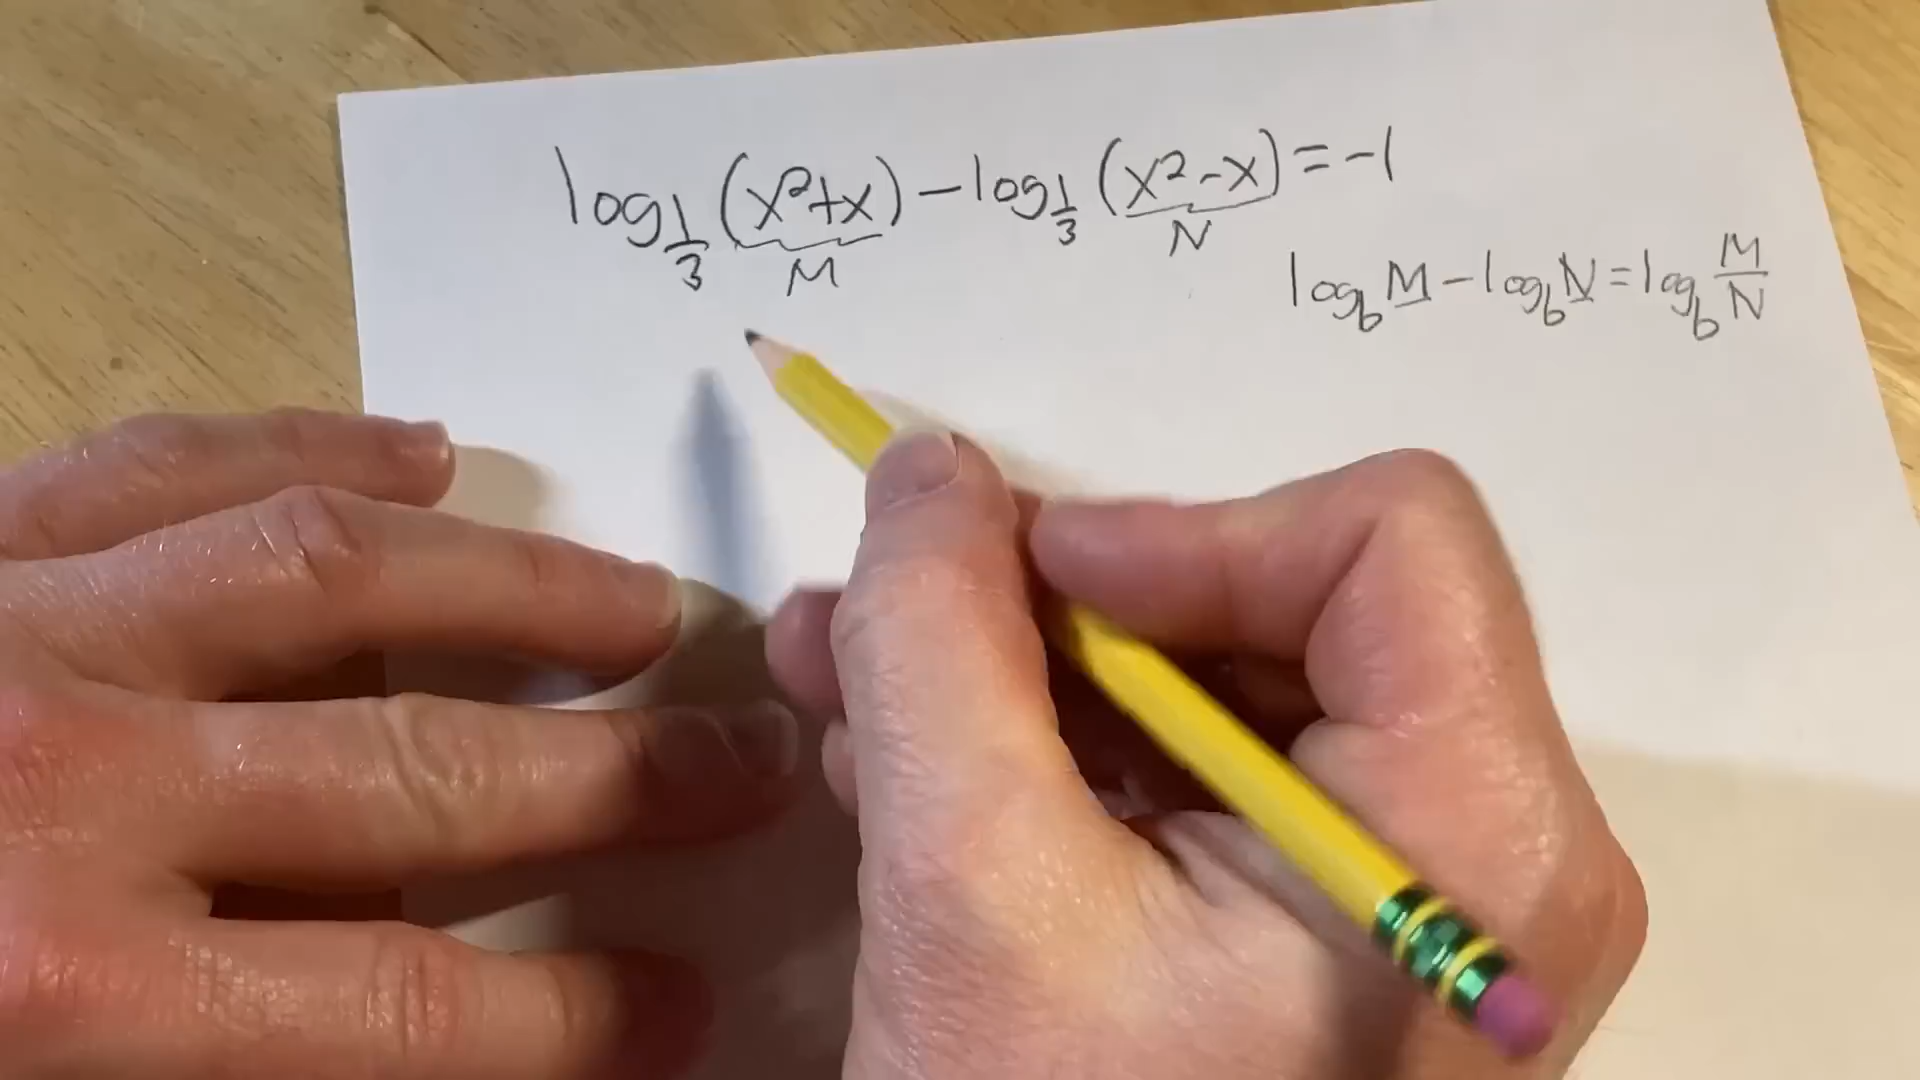 log_{1/3} (x²+x) - log_{1/3} (x²-x) = -1
M N
log_b M - log_b N = log_b M/N